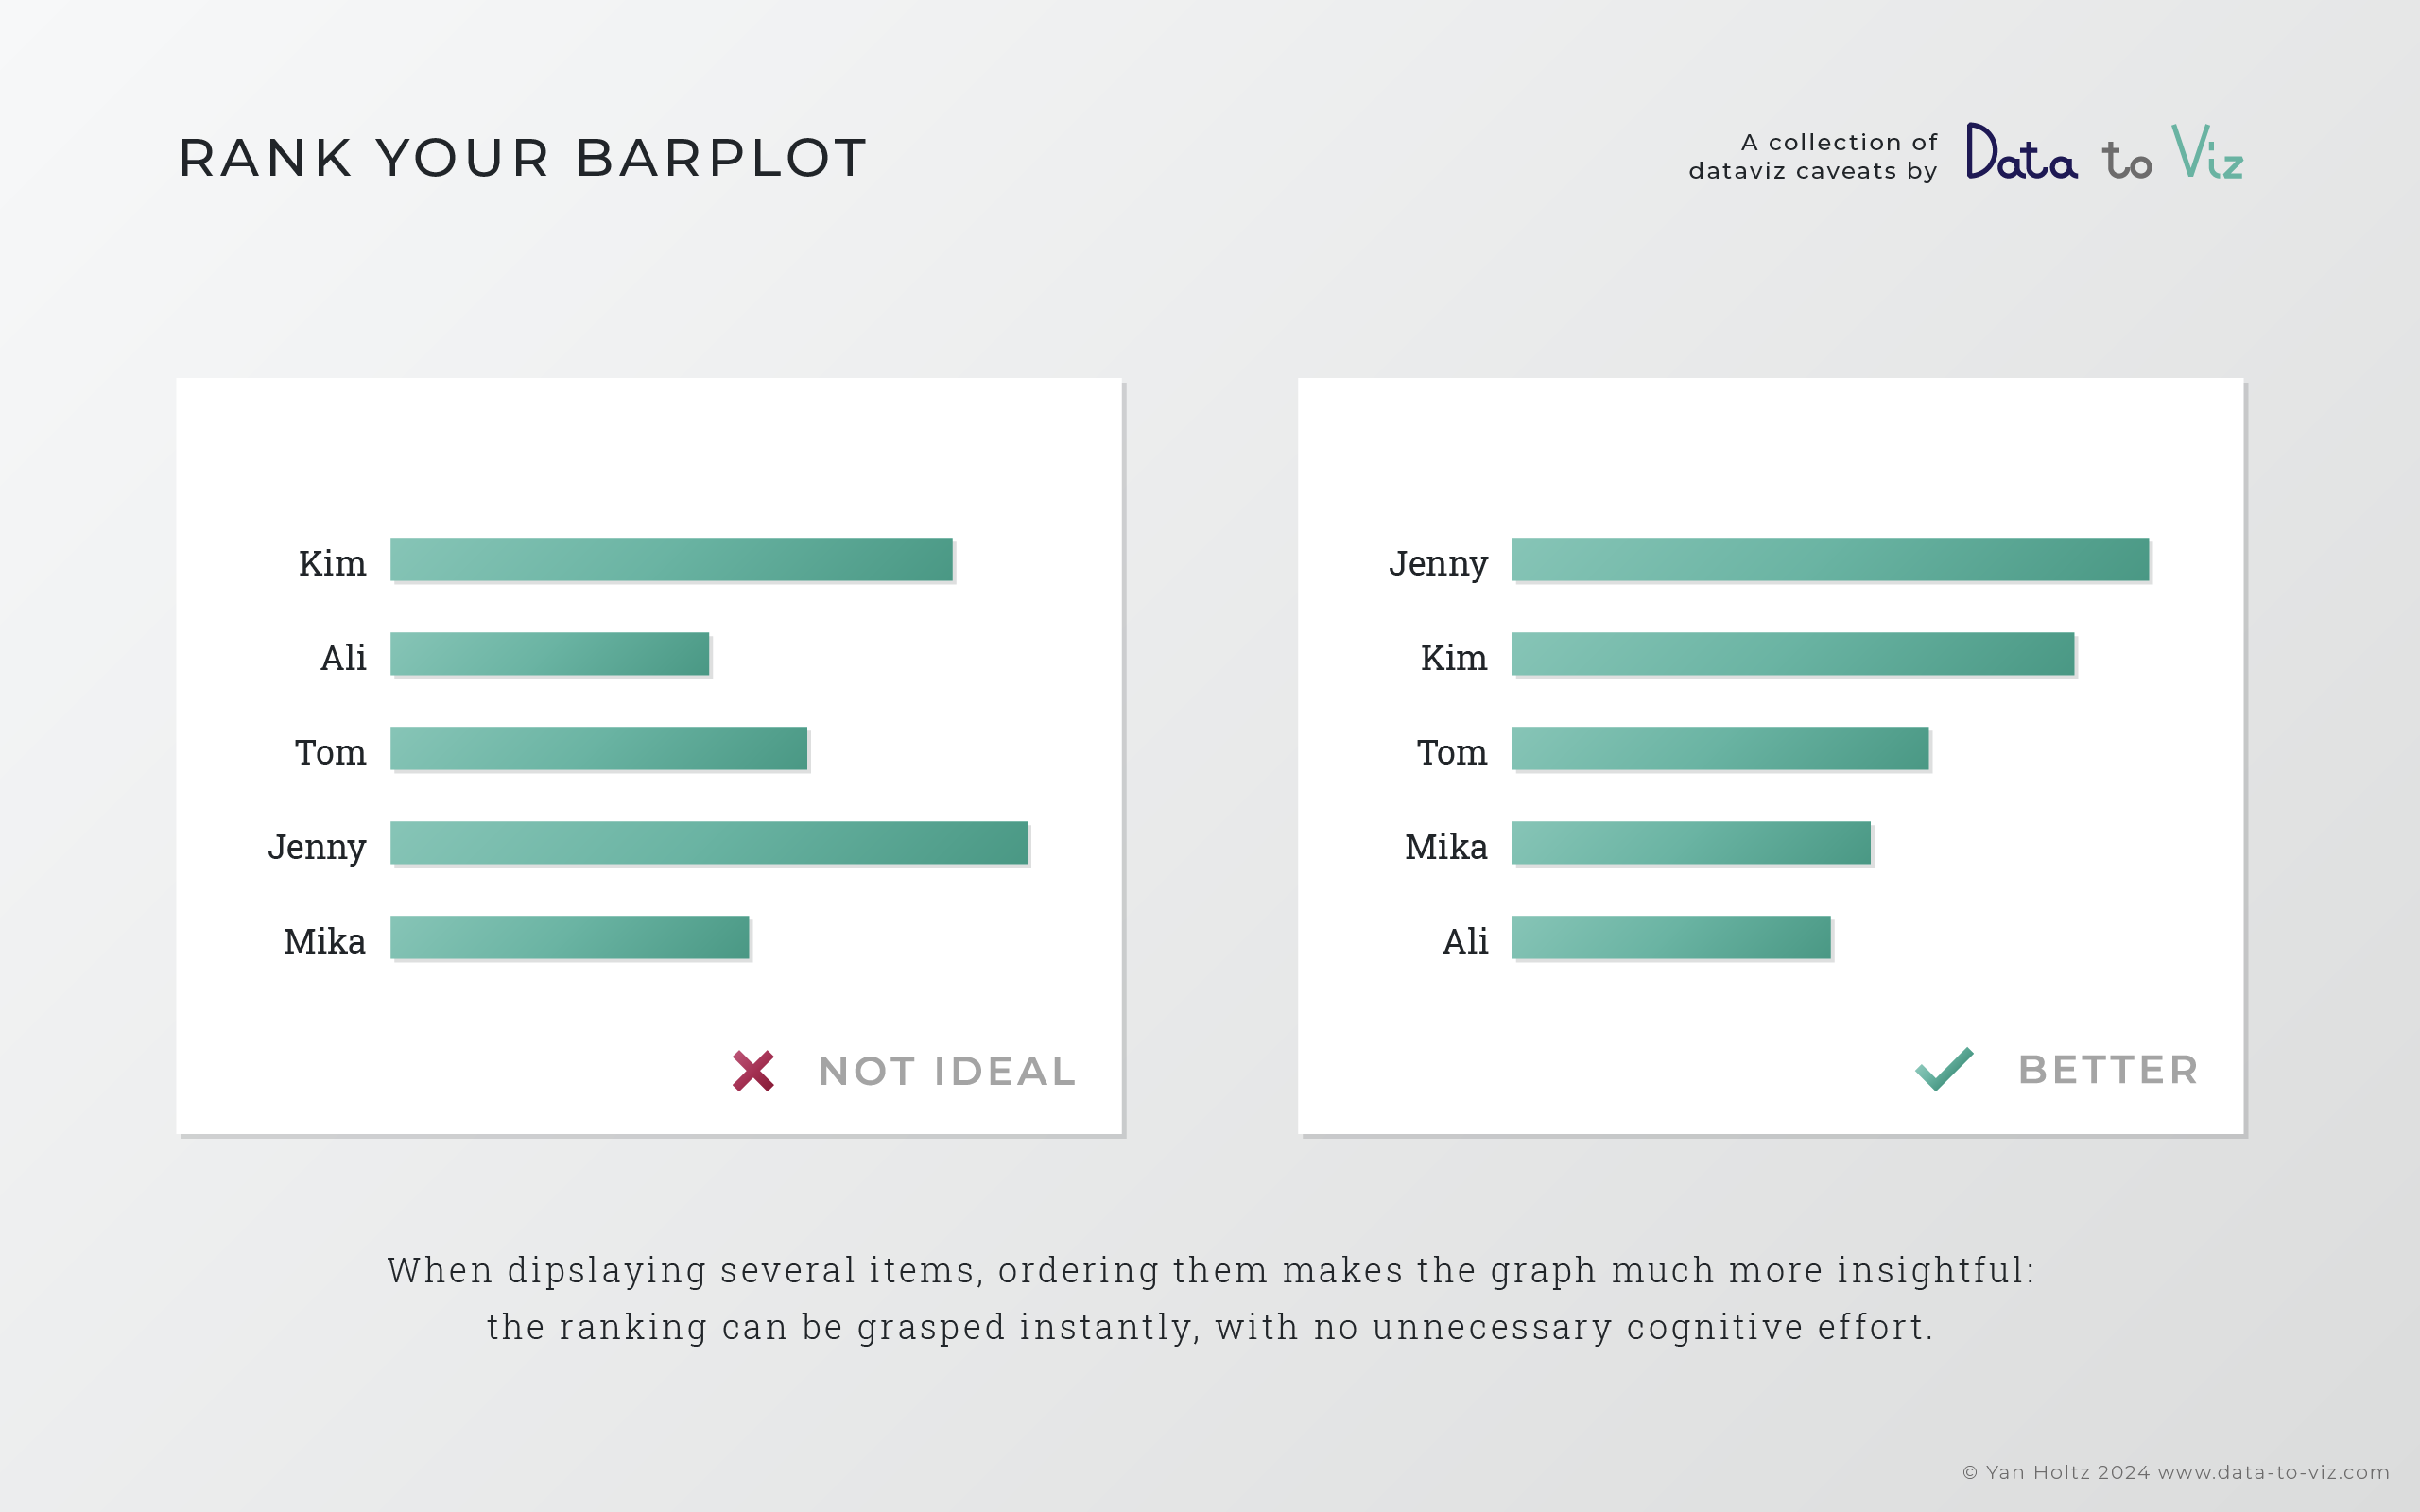 RANK YOUR BARPLOT
A collection of
dataviz caveats by
Data to Viz
Kim
Ali
Tom
Jenny
Mika
NOT IDEAL
Jenny
Kim
Tom
Mika
Ali
BETTER
When dipslaying several items, ordering them makes the graph much more insightful:
the ranking can be grasped instantly, with no unnecessary cognitive effort.
© Yan Holtz 2024 www.data-to-viz.com